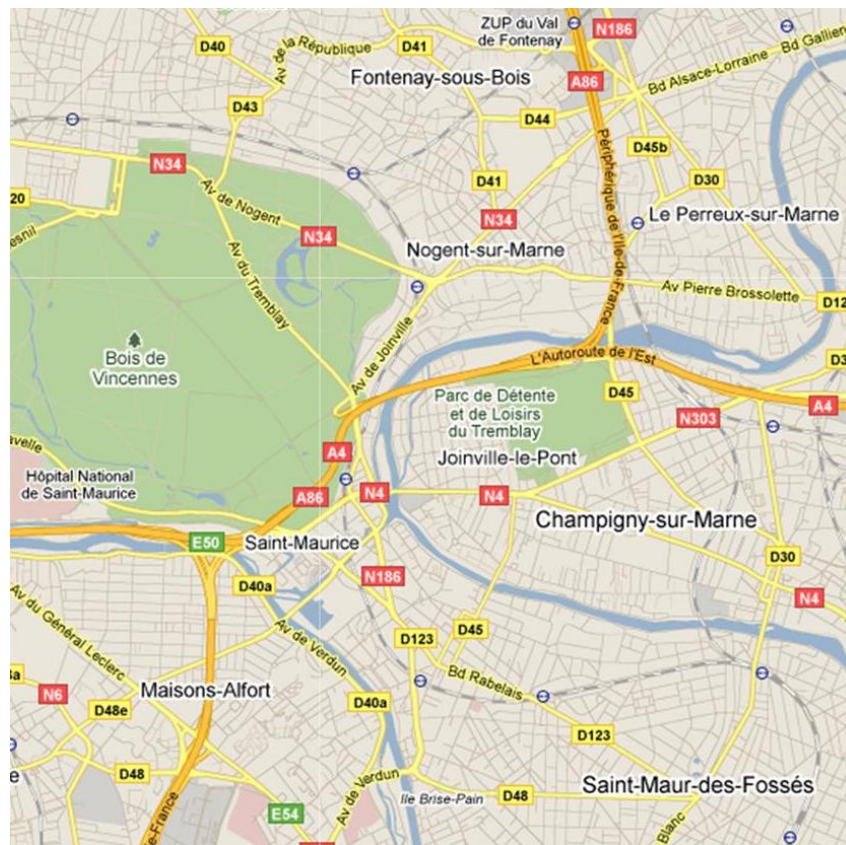 ZUP du Val
de Fontenay
N186
D40
Av de la République
D41
Bd Alsace-Lorraine - Bd Gallien
Fontenay-sous-Bois
A86
D43
D44
Périphérique de l'Ile-de-France
D45b
N34
D41
D30
20
Av de Nogent
N34
Le Perreux-sur-Marne
N34
Nogent-sur-Marne
Av du Tremblay
Av Pierre Brossolette
D12
Av de Joinville
Bois de
Vincennes
L'Autoroute de l'Est
D3
Parc de Détente
et de Loisirs
du Tremblay
D45
N303
A4
avelle
A4
Joinville-le-Pont
Hôpital National
de Saint-Maurice
A86
N4
N4
Champigny-sur-Marne
E50
Saint-Maurice
D30
D40a
N186
N4
Av du Général Leclerc
Av de Verdun
D123
D45
Bd Rabelais
8a
N6
Maisons-Alfort
D48e
D40a
D123
e
D48
Av de Verdun
Ile Brise-Pain
D48
Saint-Maur-des-Fossés
E54
e-France
Blanc